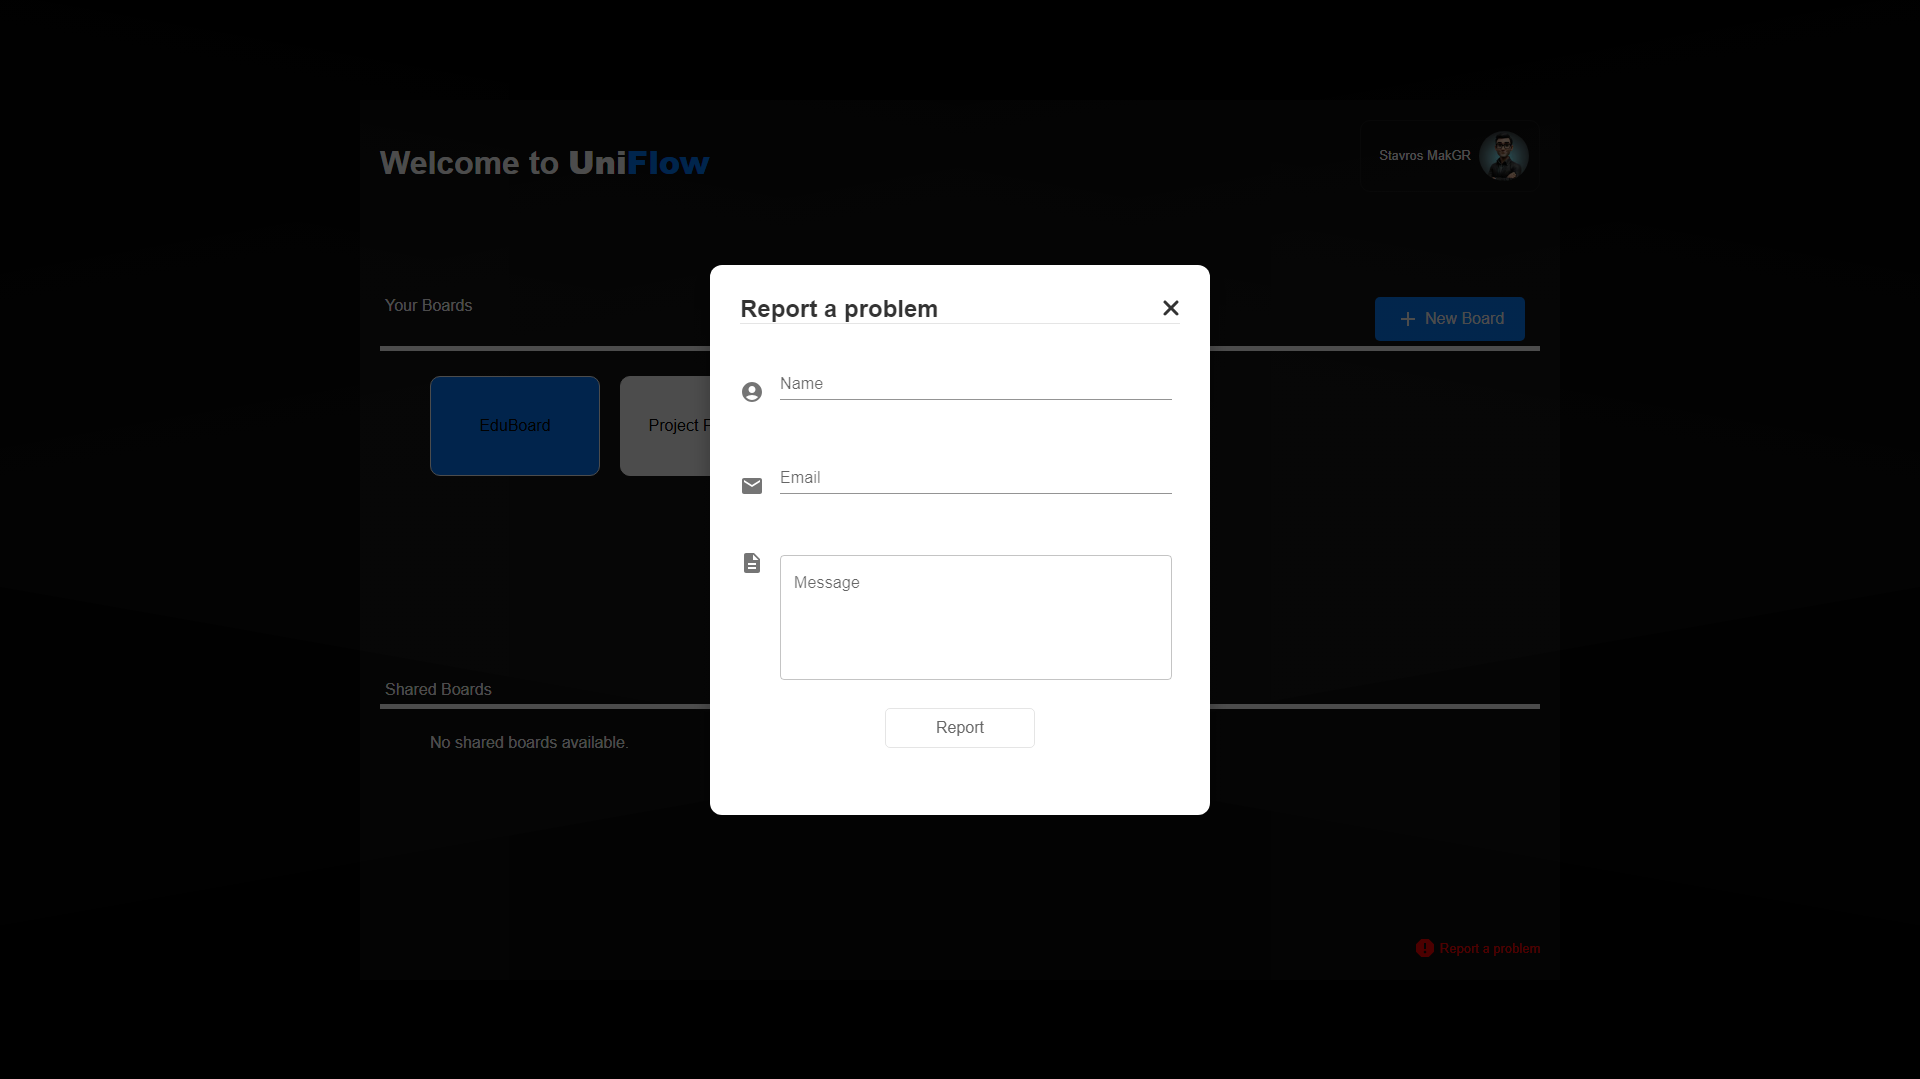 Welcome to UniFlow
Stavros MakGR
Your Boards
New Board
EduBoard
Project
Report a problem
Name
Email
Message
Report
Shared Boards
No shared boards available.
Report a problem